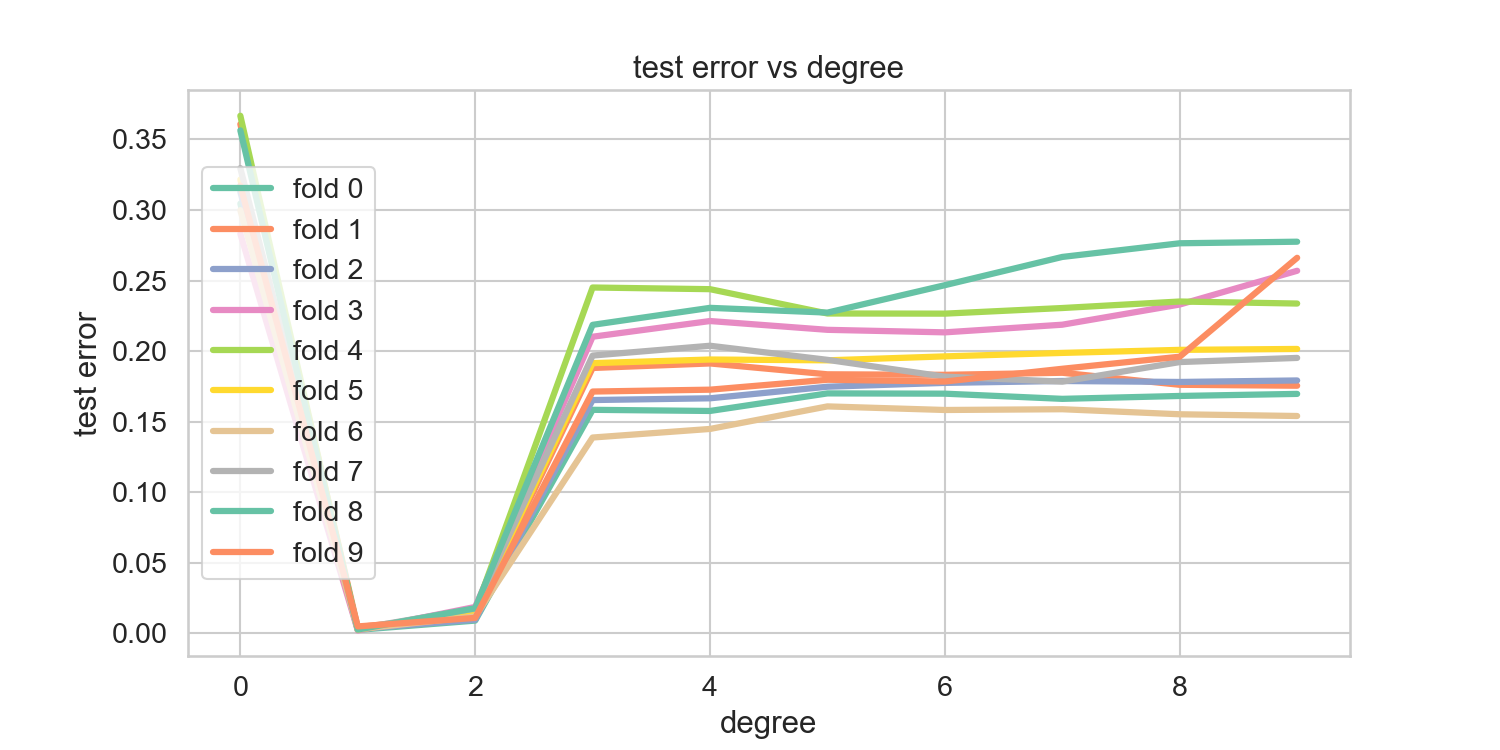 test error vs degree
test error
0.35
0.30
0.25
0.20
0.15
0.10
0.05
0.00
fold 0
fold 1
fold 2
fold 3
fold 4
fold 5
fold 6
fold 7
fold 8
fold 9
0 2 4 6 8
degree